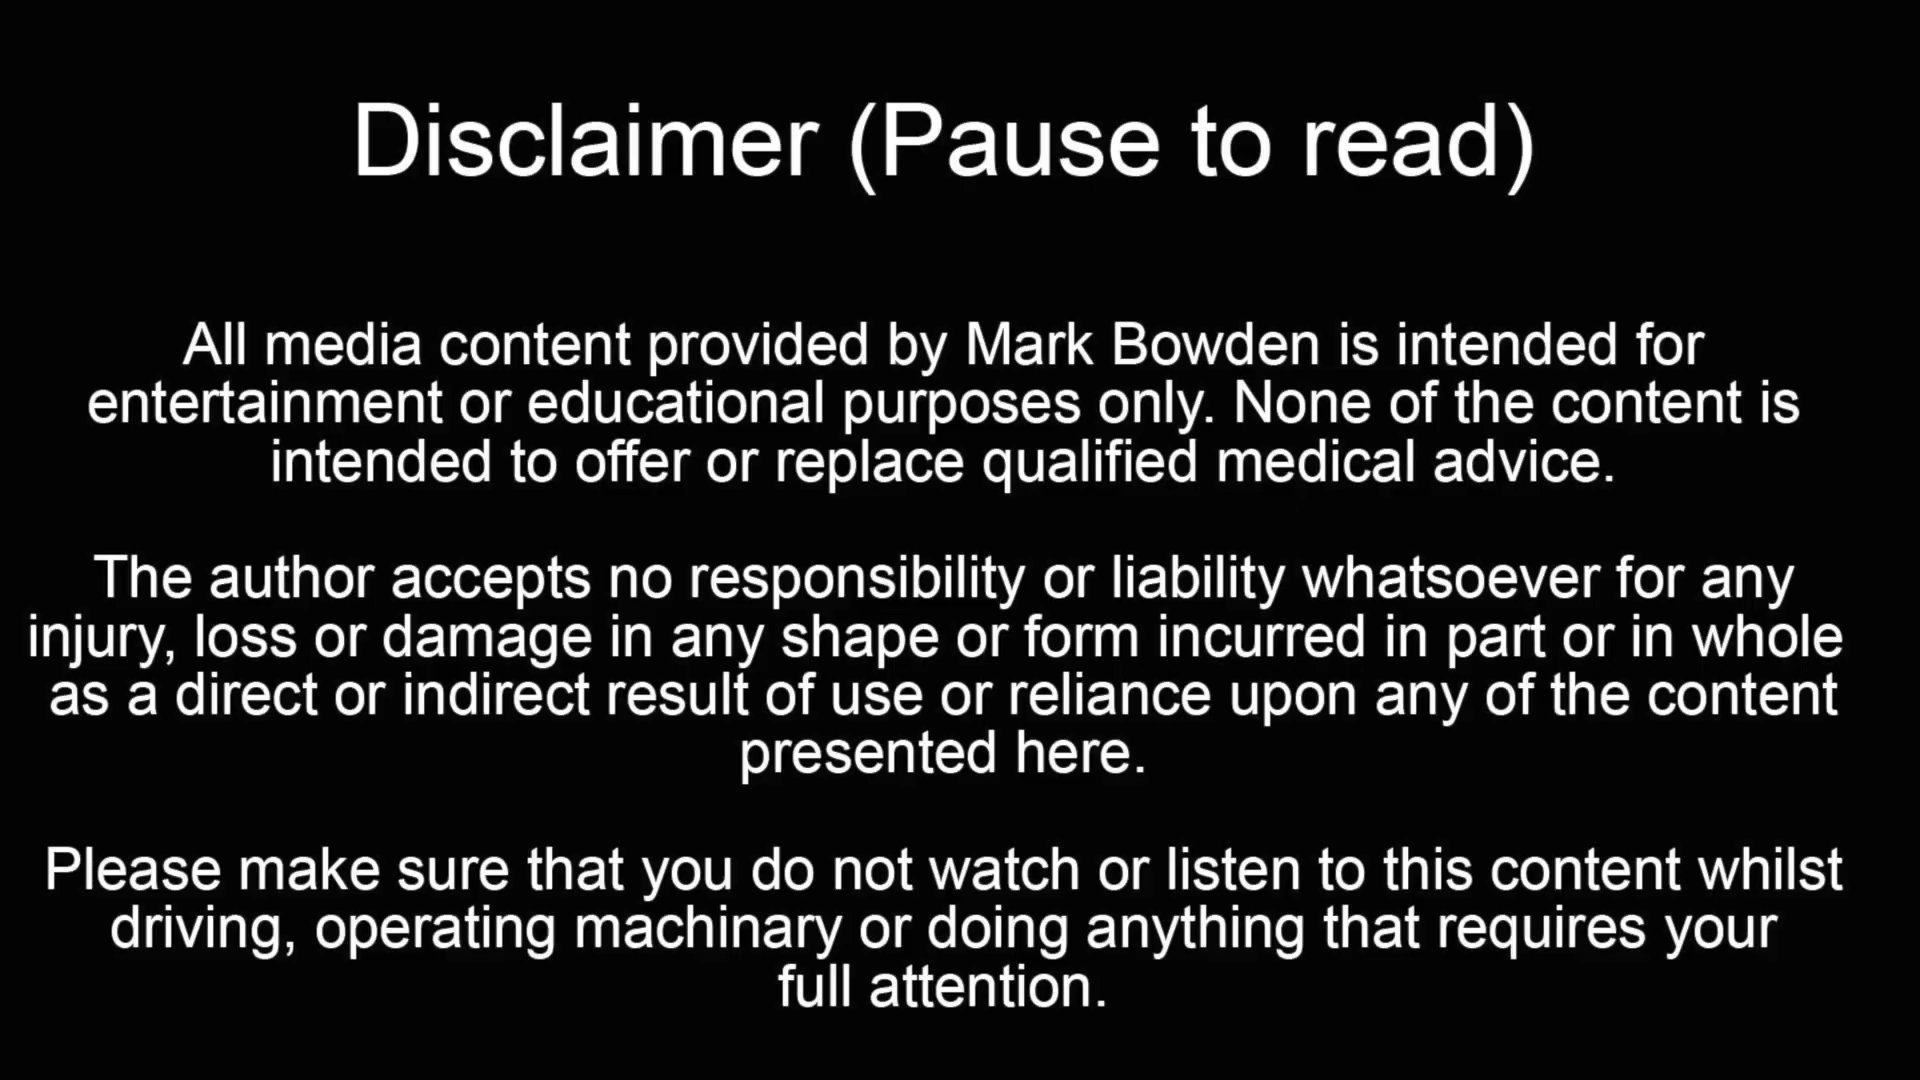 Disclaimer (Pause to read)
All media content provided by Mark Bowden is intended for
entertainment or educational purposes only. None of the content is
intended to offer or replace qualified medical advice.
The author accepts no responsibility or liability whatsoever for any
injury, loss or damage in any shape or form incurred in part or in whole
as a direct or indirect result of use or reliance upon any of the content
presented here.
Please make sure that you do not watch or listen to this content whilst
driving, operating machinary or doing anything that requires your
full attention.